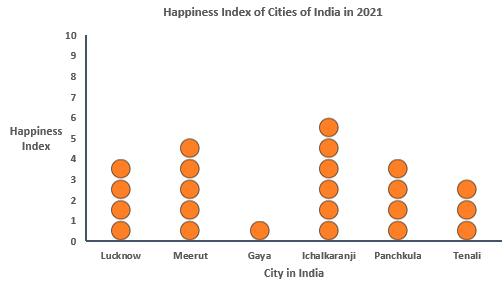 Happiness Index of Cities of India in 2021
10
9
8
7
6
5
4
3
2
1
0
Happiness
Index
Lucknow Meerut Gaya Ichalkaranji Panchkula Tenali
City in India